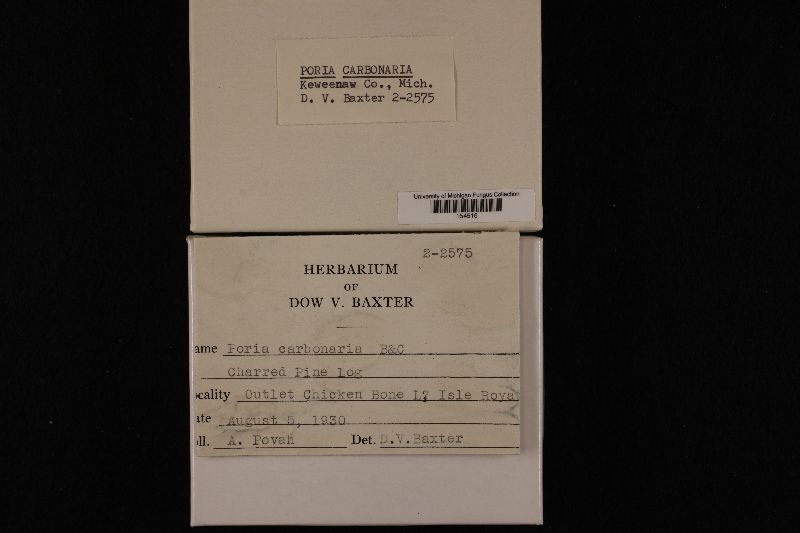 PORIA CARBONARIA
Keweenaw Co., Mich.
D. V. Baxter 2-2575
University of Michigan Fungus Collection
154516
2-2575
HERBARIUM
OF
DOW V. BAXTER
ame Poria carbonaria B&C
Charred Pine Log
cality Outlet Chicken Bone L? Isle Roya
ate August 5, 1930
ll. A. Povah Det. D.V.Baxter